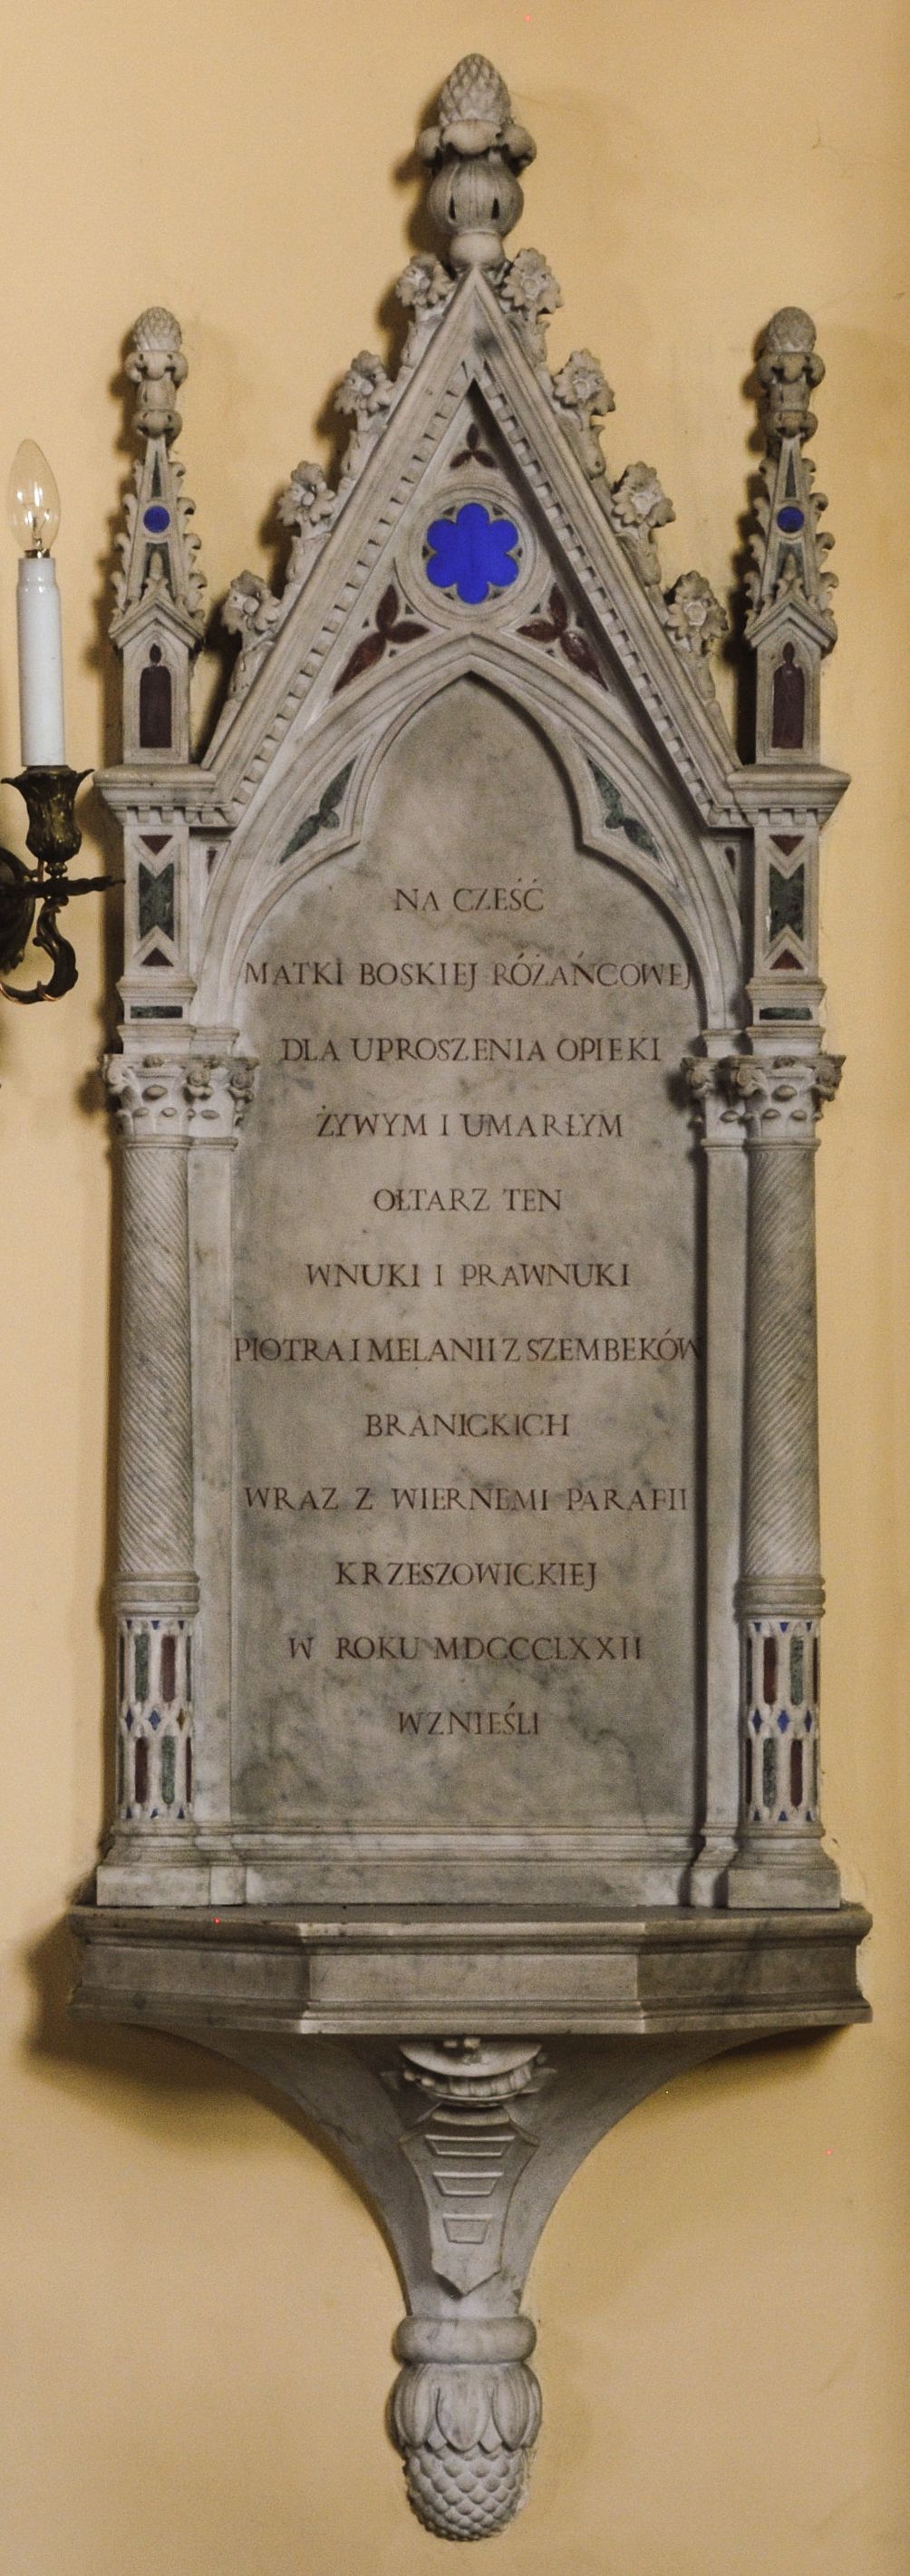 NA CZEŚĆ
MATKI BOSKIEJ RÓŻAŃCOWEJ
DLA UPROSZENIA OPIEKI
ŻYWYM I UMARŁYM
OŁTARZ TEN
WNUKI I PRAWNUKI
PIOTRA I MELANII Z SZEMBEKÓW
BRANICKICH
WRAZ Z WIERNEMI PARAFII
KRZESZOWICKIEJ
W ROKU MDCCCLXXII
WZNIEŚLI